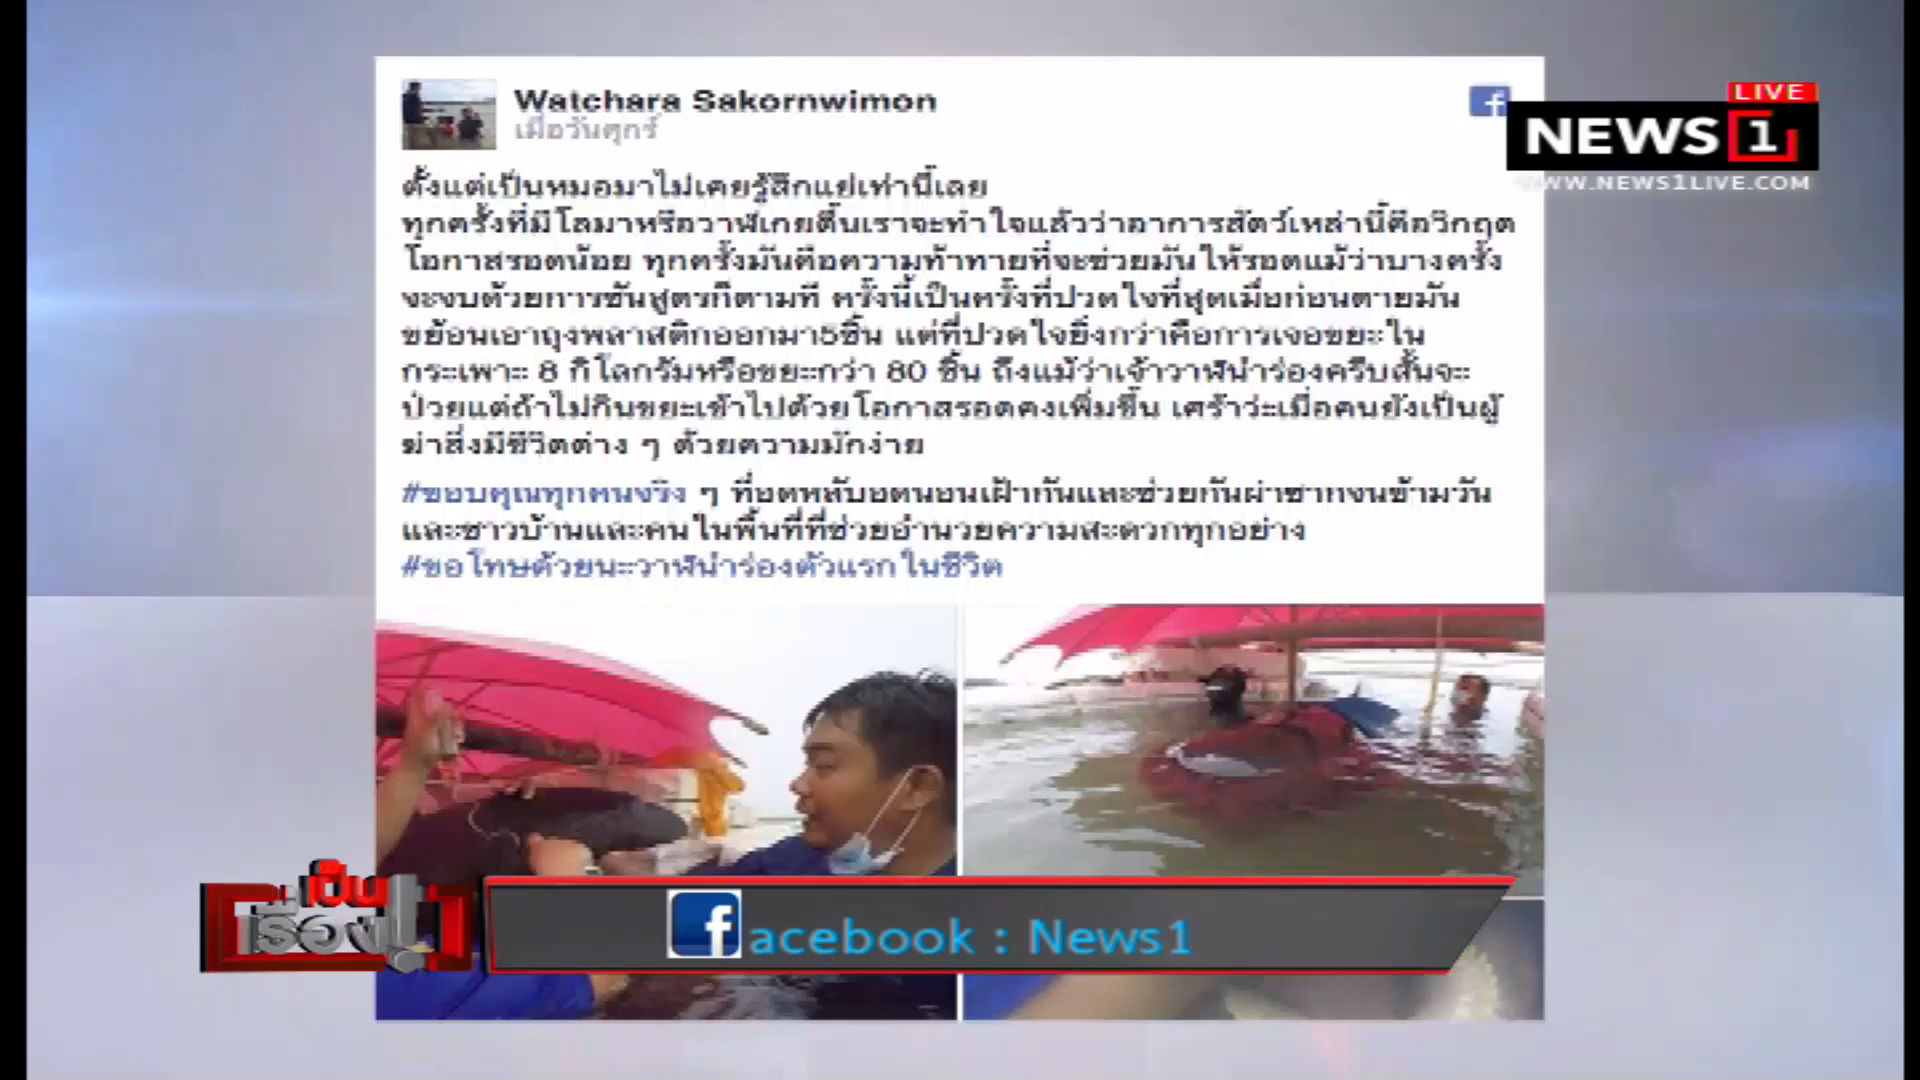 Watchara Sakornwimon
เมื่อวันศุกร์
LIVE
NEWS 1
WWW.NEWS1LIVE.COM
ตั้งแต่เป็นหมอมาไม่เคยรู้สึกแย่เท่านี้เลย
ทุกครั้งที่มีโลมาหรือวาฬเกยตื้นเราจะทำใจแล้วว่าอาการสัตว์เหล่านี้คือวิกฤต
โอกาสรอดน้อย ทุกครั้งมันคือความท้าทายที่จะช่วยมันให้รอดแม้ว่าบางครั้ง
จะจบด้วยการชันสูตรก็ตามที ครั้งนี้เป็นครั้งที่ปวดใจที่สุดเมื่อก่อนตายมัน
ขย้อนเอาถุงพลาสติกออกมา5ชิ้น แต่ที่ปวดใจยิ่งกว่าคือการเจอขยะใน
กระเพาะ 8 กิโลกรัมหรือขยะกว่า 80 ชิ้น ถึงแม้ว่าเจ้าวาฬนำร่องครีบสั้นจะ
ป่วยแต่ถ้าไม่กินขยะเข้าไปด้วยโอกาสรอดคงเพิ่มขึ้น เศร้าว่ะเมื่อคนยังเป็นผู้
ฆ่าสิ่งมีชีวิตต่าง ๆ ด้วยความมักง่าย
#ขอบคุณทุกคนจริง ๆ ที่อดหลับอดนอนเฝ้ากันและช่วยกันผ่าซากจนข้ามวัน
และชาวบ้านและคนในพื้นที่ที่ช่วยอำนวยความสะดวกทุกอย่าง
#ขอโทษด้วยนะวาฬนำร่องตัวแรกในชีวิต
เป็น
เรื่อง!
facebook : News1